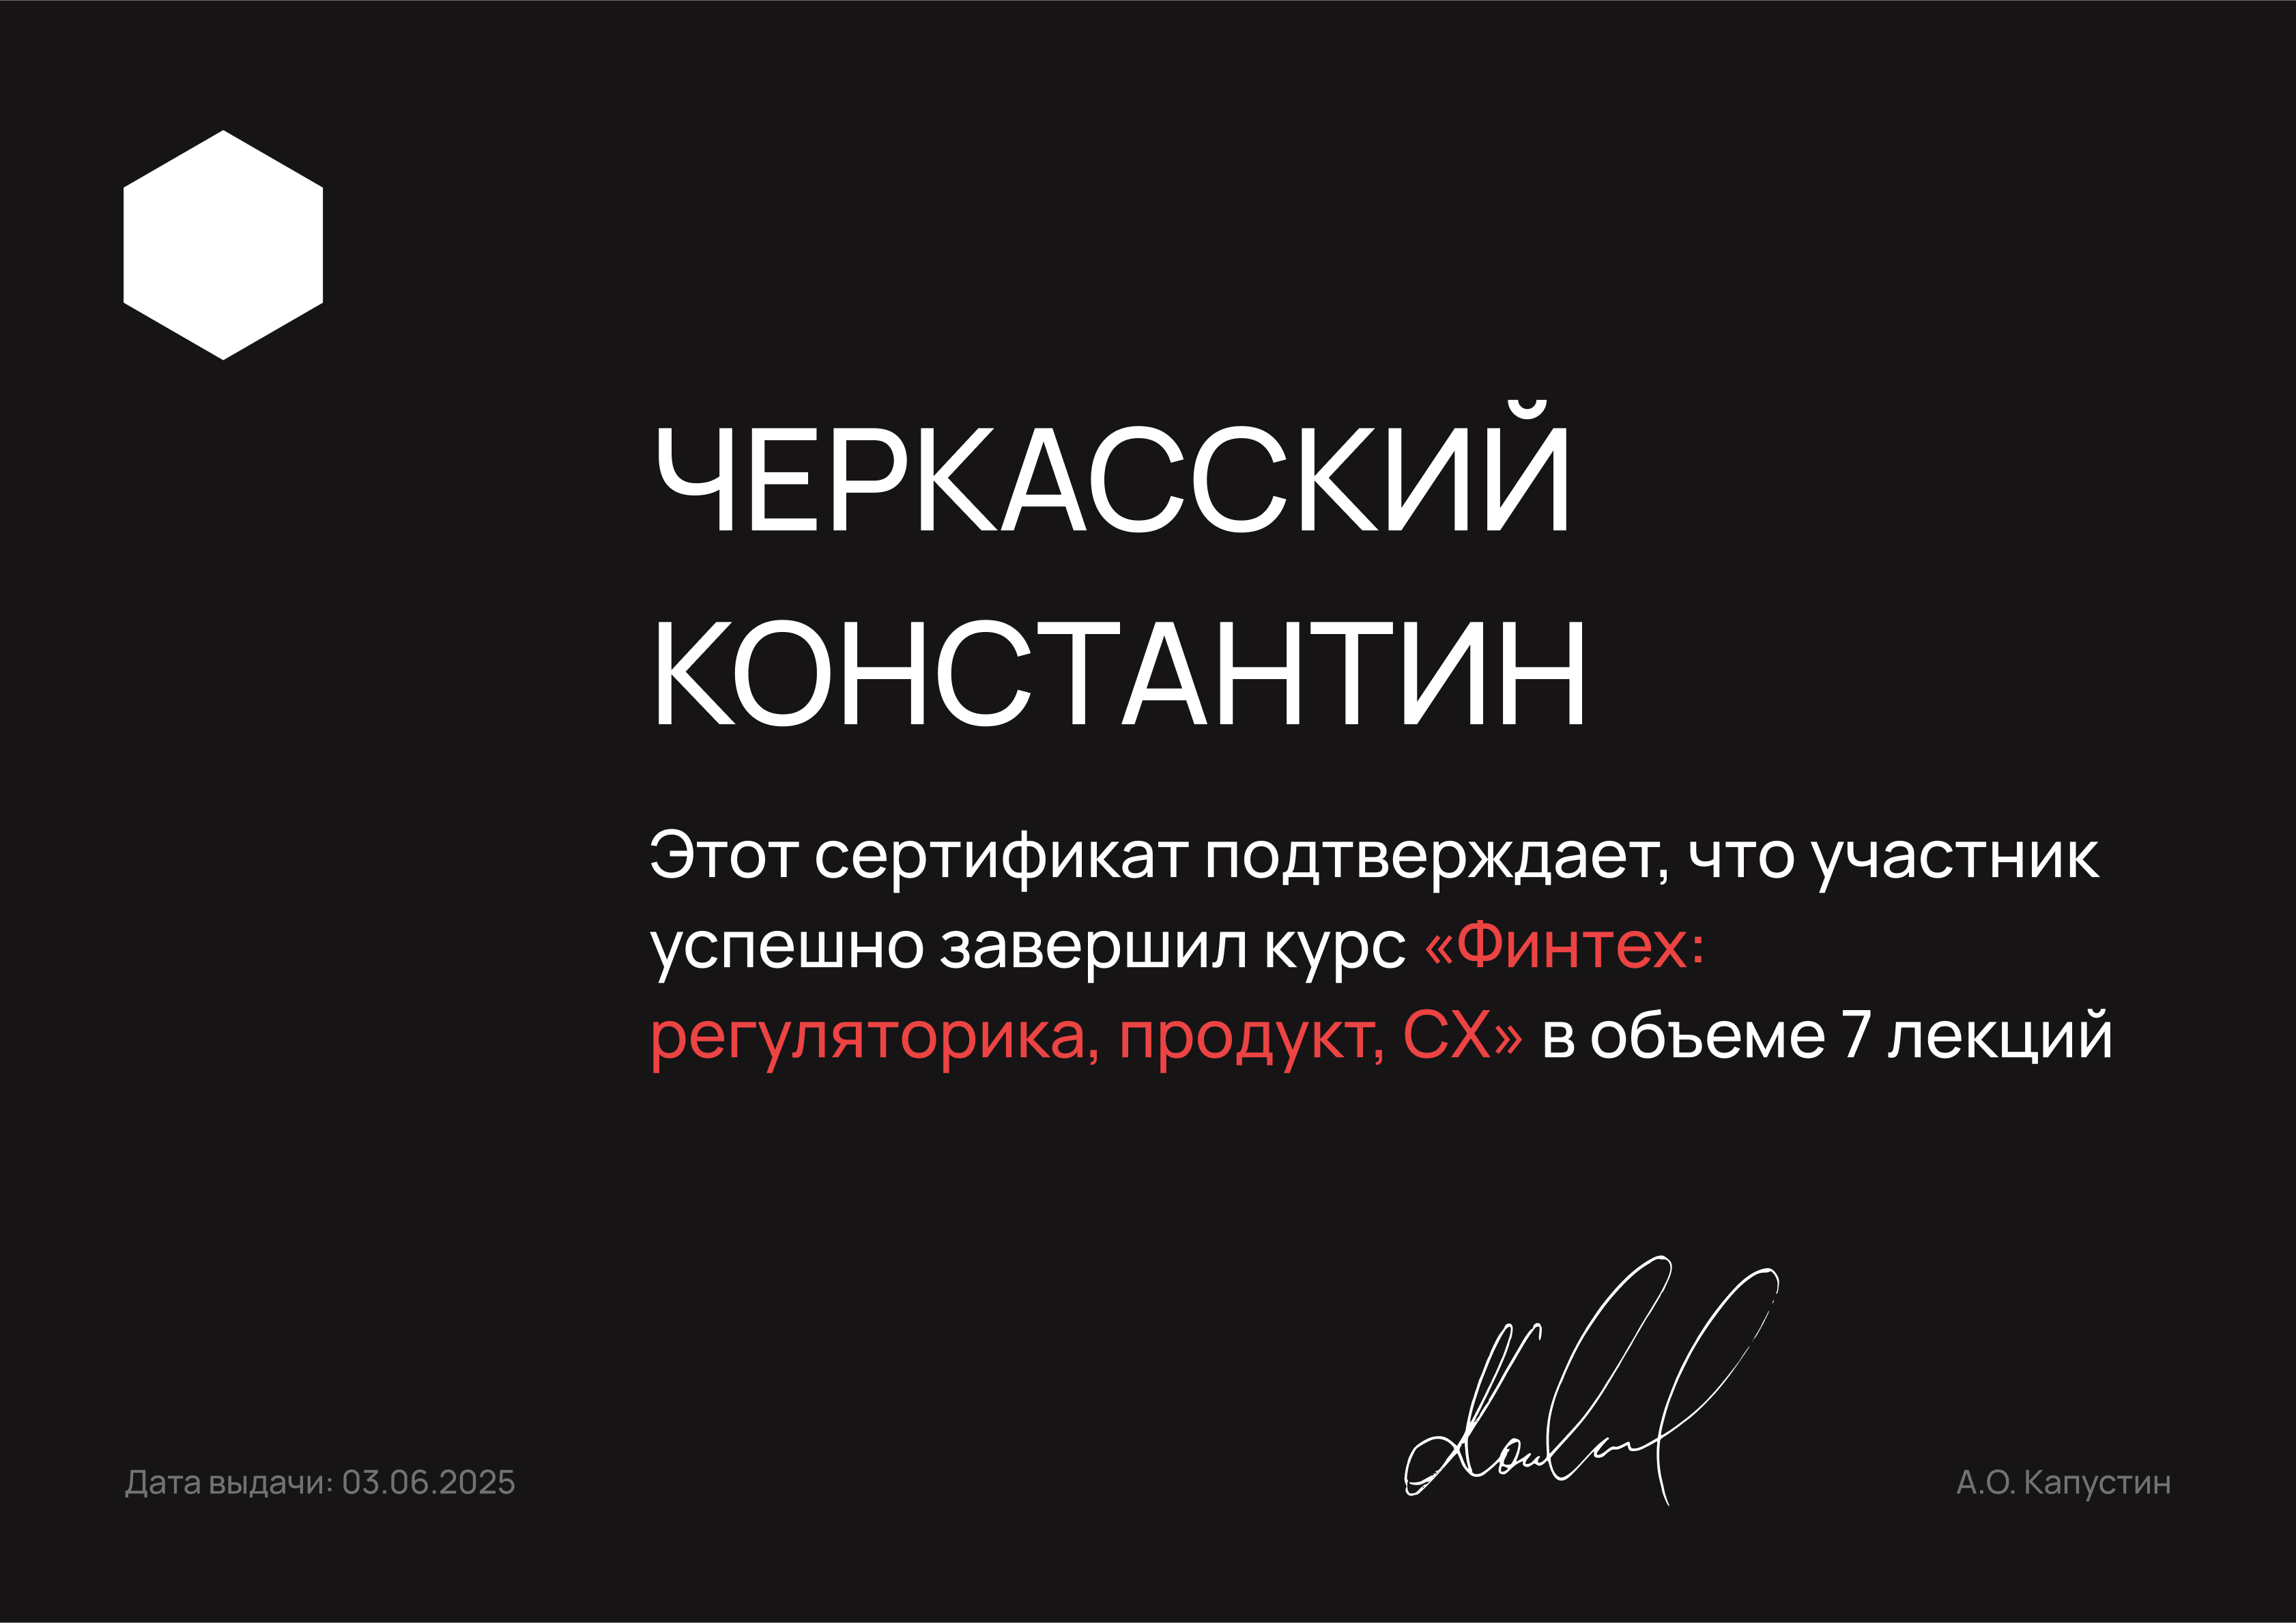 ЧЕРКАССКИЙ
КОНСТАНТИН
Этот сертификат подтверждает, что участник
успешно завершил курс «Финтех:
регуляторика, продукт, CX» в объеме 7 лекций
Дата выдачи: 03.06.2025
А.О. Капустин